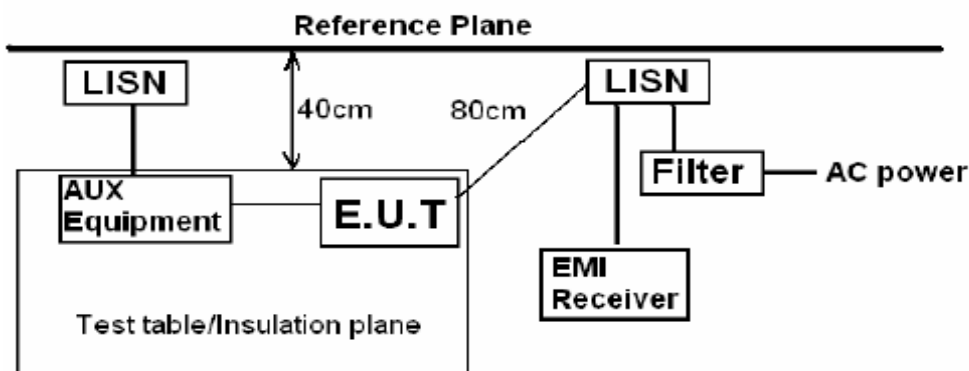 Reference Plane
LISN
40cm
80cm
LISN
Filter
AC power
AUX
Equipment
E.U.T
EMI
Receiver
Test table/Insulation plane